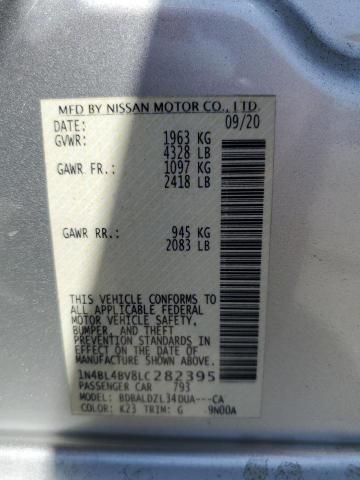 MFD BY NISSAN MOTOR CO., LTD.
DATE: 09/20
GVWR: 1963 KG
4328 LB
GAWR FR.: 1097 KG
2418 LB
GAWR RR.: 945 KG
2083 LB
THIS VEHICLE CONFORMS TO
ALL APPLICABLE FEDERAL
MOTOR VEHICLE SAFETY,
BUMPER, AND THEFT
PREVENTION STANDARDS IN
EFFECT ON THE DATE OF
MANUFACTURE SHOWN ABOVE.
1N4BL4BV8LC282395
PASSENGER CAR 793
MODEL: BDBALDZL34DUA---CA
COLOR: K23 TRIM: G 9N00A